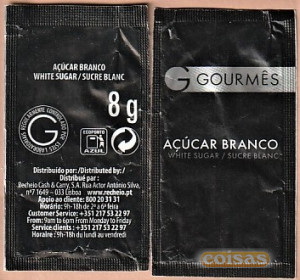 AÇÚCAR BRANCO
WHITE SUGAR / SUCRE BLANC
8 g
G
ECOPONTO
AZUL
Distribuído por: / Distributed by: /
Distribué par:
Recheio Cash & Carry, S.A. Rua Actor António Silva,
nº7 1649 – 033 Lisboa www.recheio.pt
Apoio ao cliente: 800 20 31 31
Horário: 9h-18h de 2ª a 6ª feira
Customer Service: +351 217 53 22 97
From: 9am to 6pm From Monday to Friday
Service clients: +351 217 53 22 97
Horaire: 9h-18h du lundi au vendredi
G GOURMÊS
AÇÚCAR BRANCO
WHITE SUGAR / SUCRE BLANC
coisas